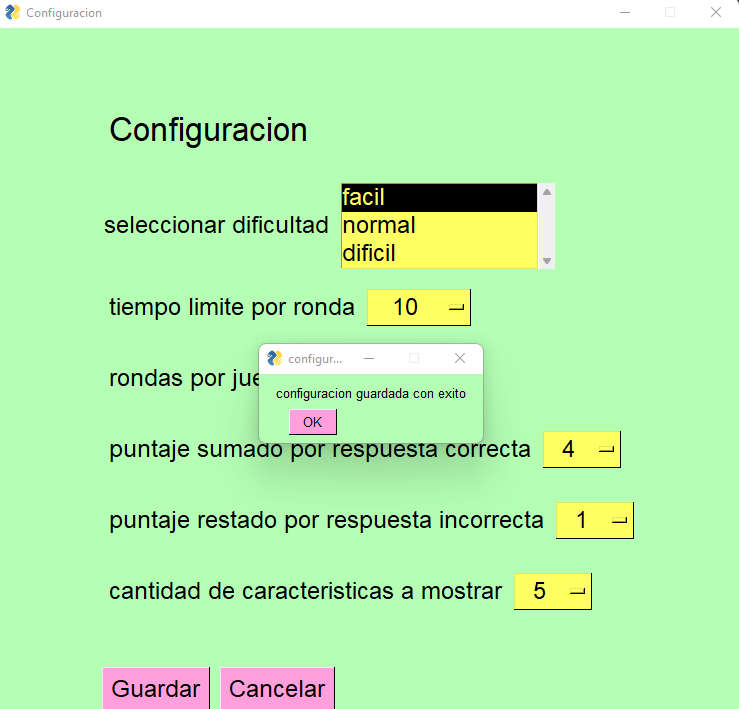 Configuracion
Configuracion
seleccionar dificultad
facil
normal
dificil
tiempo limite por ronda 10
rondas por
configur...
configuracion guardada con exito
OK
puntaje sumado por respuesta correcta 4
puntaje restado por respuesta incorrecta 1
cantidad de caracteristicas a mostrar 5
Guardar Cancelar